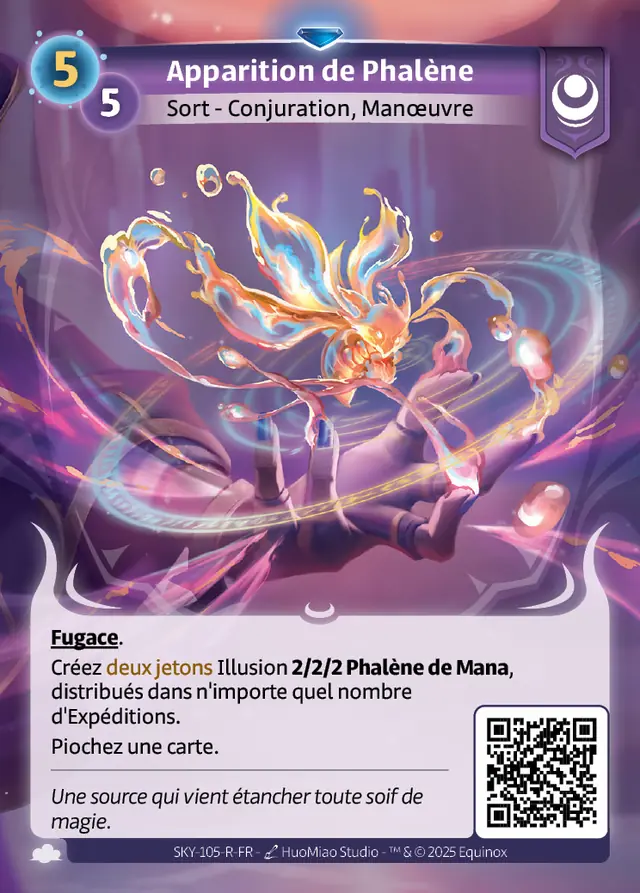 5
Apparition de Phalène
5
Sort - Conjuration, Manœuvre
Fugace.
Créez deux jetons Illusion 2/2/2 Phalène de Mana,
distribués dans n'importe quel nombre
d'Expéditions.
Piochez une carte.
Une source qui vient étancher toute soif de
magie.
SKY-105-R-FR - HuoMiao Studio - ™ & © 2025 Equinox